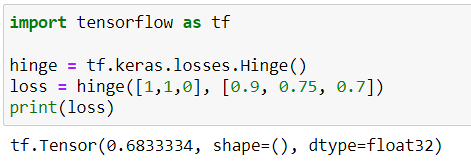 import tensorflow as tf
hinge = tf.keras.losses.Hinge()
loss = hinge([1,1,0], [0.9, 0.75, 0.7])
print(loss)
tf.Tensor(0.6833334, shape=(), dtype=float32)